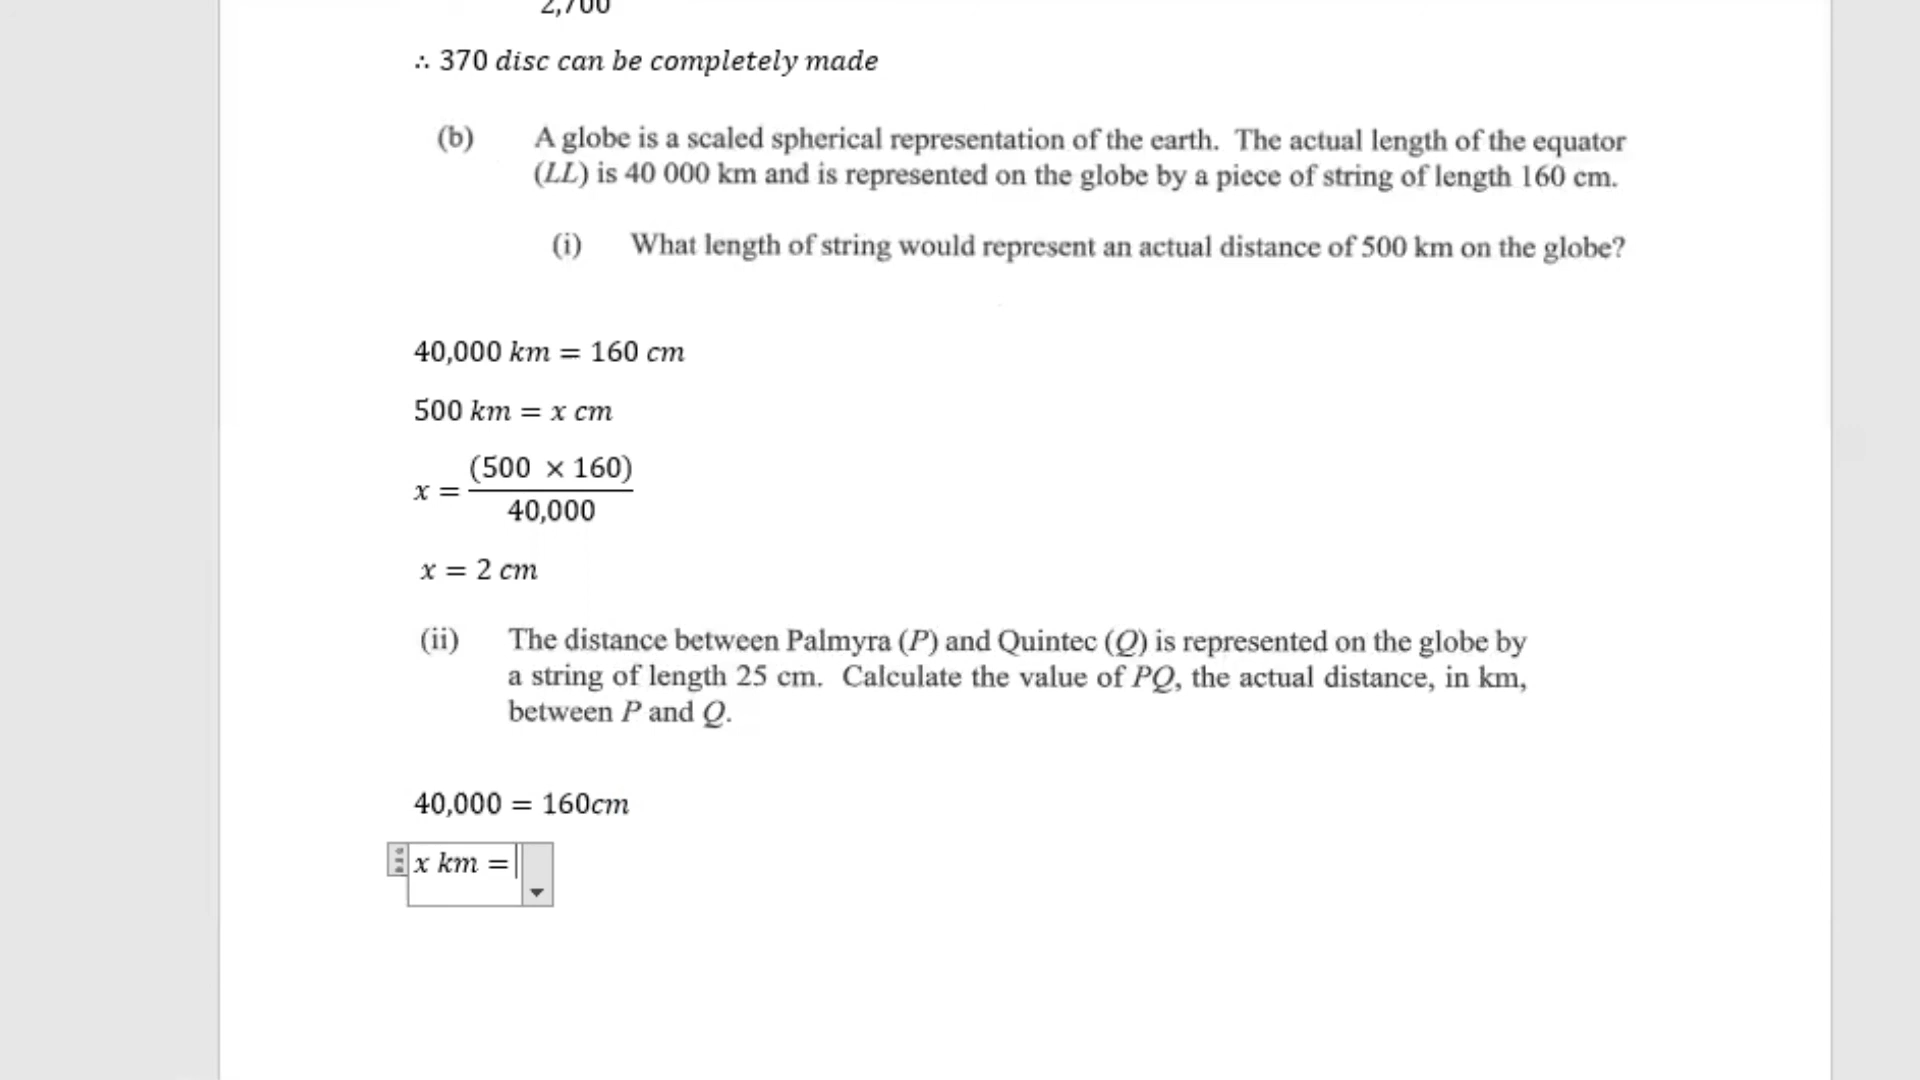 2,700
∴ 370 disc can be completely made
(b) A globe is a scaled spherical representation of the earth. The actual length of the equator
(LL) is 40 000 km and is represented on the globe by a piece of string of length 160 cm.
(i) What length of string would represent an actual distance of 500 km on the globe?
40,000 km = 160 cm
500 km = x cm
x = (500 × 160)
40,000
x = 2 cm
(ii) The distance between Palmyra (P) and Quintec (Q) is represented on the globe by
a string of length 25 cm. Calculate the value of PQ, the actual distance, in km,
between P and Q.
40,000 = 160cm
x km =